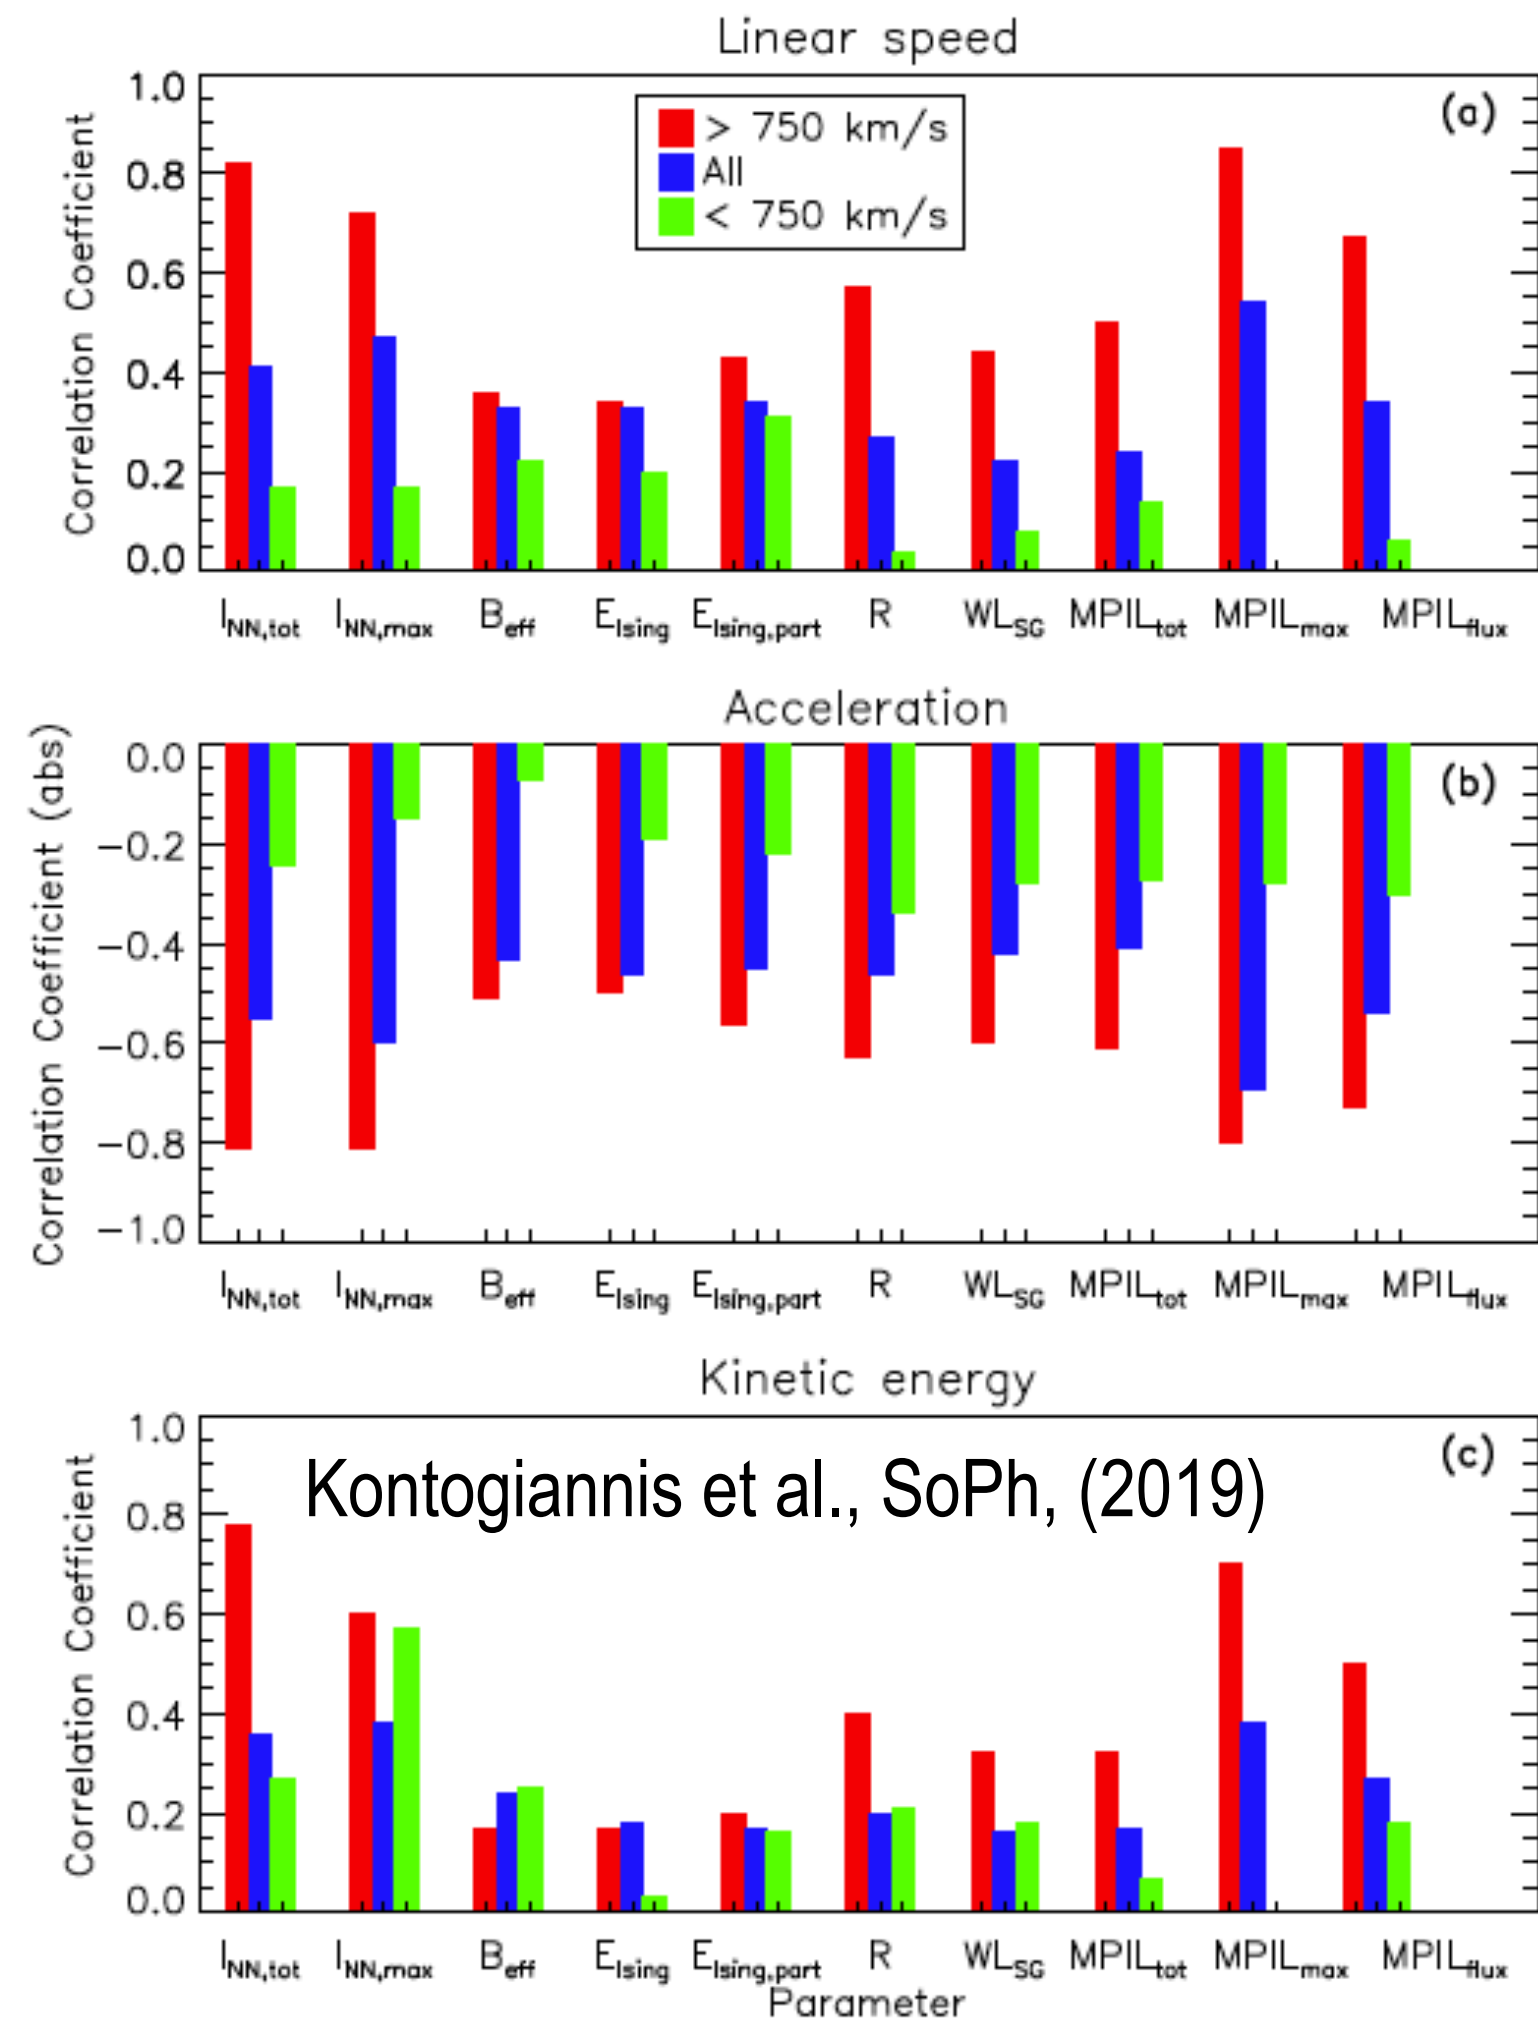 Linear speed
(a)
> 750 km/s
All
< 750 km/s
Correlation Coefficient
1.0
0.8
0.6
0.4
0.2
0.0
I_NN,tot I_NN,max B_eff E_Ising E_Ising,part R WL_SG MPIL_tot MPIL_max MPIL_flux
Acceleration
(b)
Correlation Coefficient (abs)
0.0
−0.2
−0.4
−0.6
−0.8
−1.0
I_NN,tot I_NN,max B_eff E_Ising E_Ising,part R WL_SG MPIL_tot MPIL_max MPIL_flux
Kinetic energy
(c)
Kontogiannis et al., SoPh, (2019)
Correlation Coefficient
1.0
0.8
0.6
0.4
0.2
0.0
I_NN,tot I_NN,max B_eff E_Ising E_Ising,part R WL_SG MPIL_tot MPIL_max MPIL_flux
Parameter